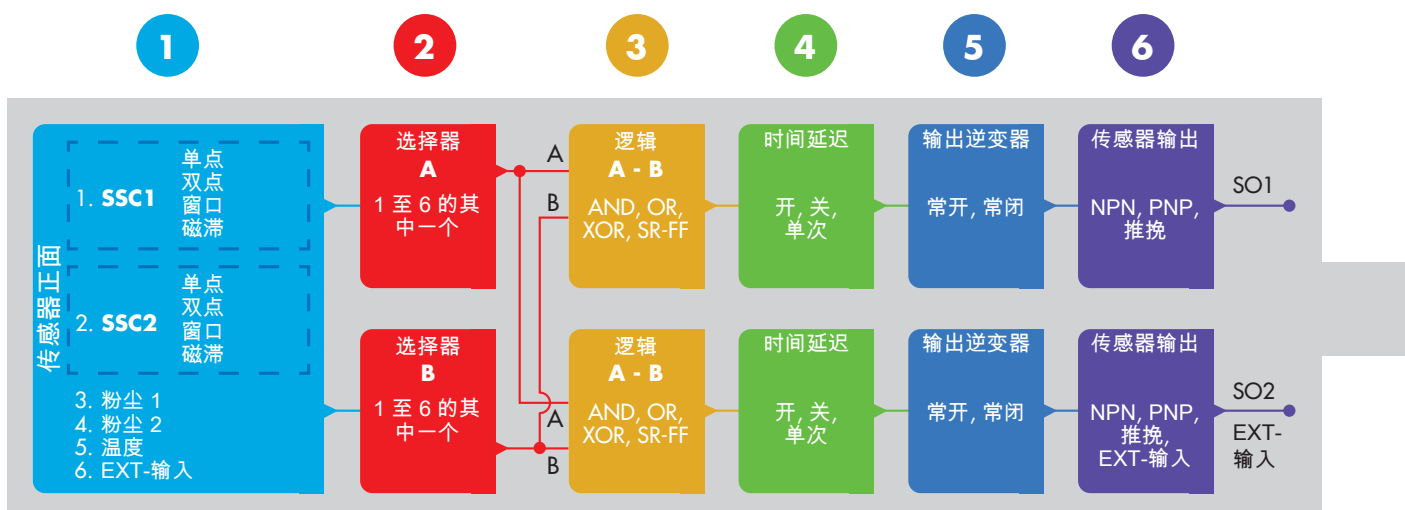 1
2
3
4
5
6
传感器正面
1. SSC1
单点
双点
窗口
磁滞
2. SSC2
单点
双点
窗口
磁滞
3. 粉尘 1
4. 粉尘 2
5. 温度
6. EXT-输入
选择器
A
1 至 6 的其
中一个
A
B
逻辑
A - B
AND, OR,
XOR, SR-FF
时间延迟
开, 关,
单次
输出逆变器
常开, 常闭
传感器输出
NPN, PNP,
推挽
SO1
选择器
B
1 至 6 的其
中一个
A
B
逻辑
A - B
AND, OR,
XOR, SR-FF
时间延迟
开, 关,
单次
输出逆变器
常开, 常闭
传感器输出
NPN, PNP,
推挽,
EXT-输入
SO2
EXT-
输入